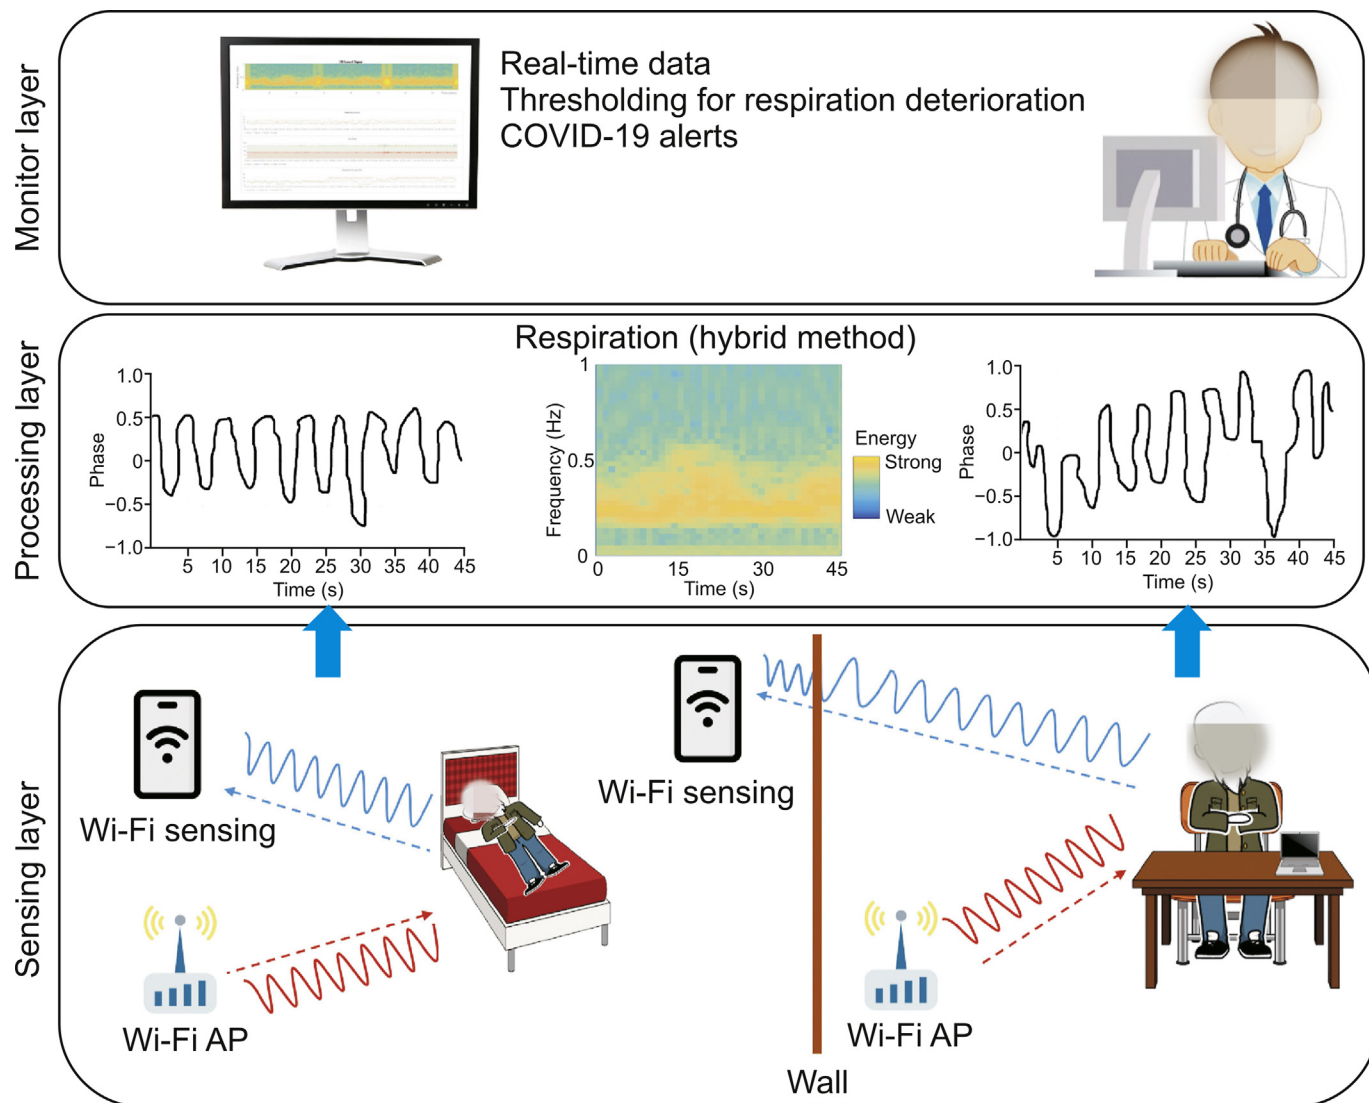 Monitor layer
Real-time data
Thresholding for respiration deterioration
COVID-19 alerts
Processing layer
Respiration (hybrid method)
Phase
1.0
0.5
0
−0.5
−1.0
5 10 15 20 25 30 35 40 45
Time (s)
Frequency (Hz)
1
0.5
0
0 15 30 45
Time (s)
Energy
Strong
Weak
Phase
1.0
0.5
0
−0.5
−1.0
5 10 15 20 25 30 35 40 45
Time (s)
Sensing layer
Wi-Fi sensing
Wi-Fi AP
Wi-Fi sensing
Wi-Fi AP
Wall